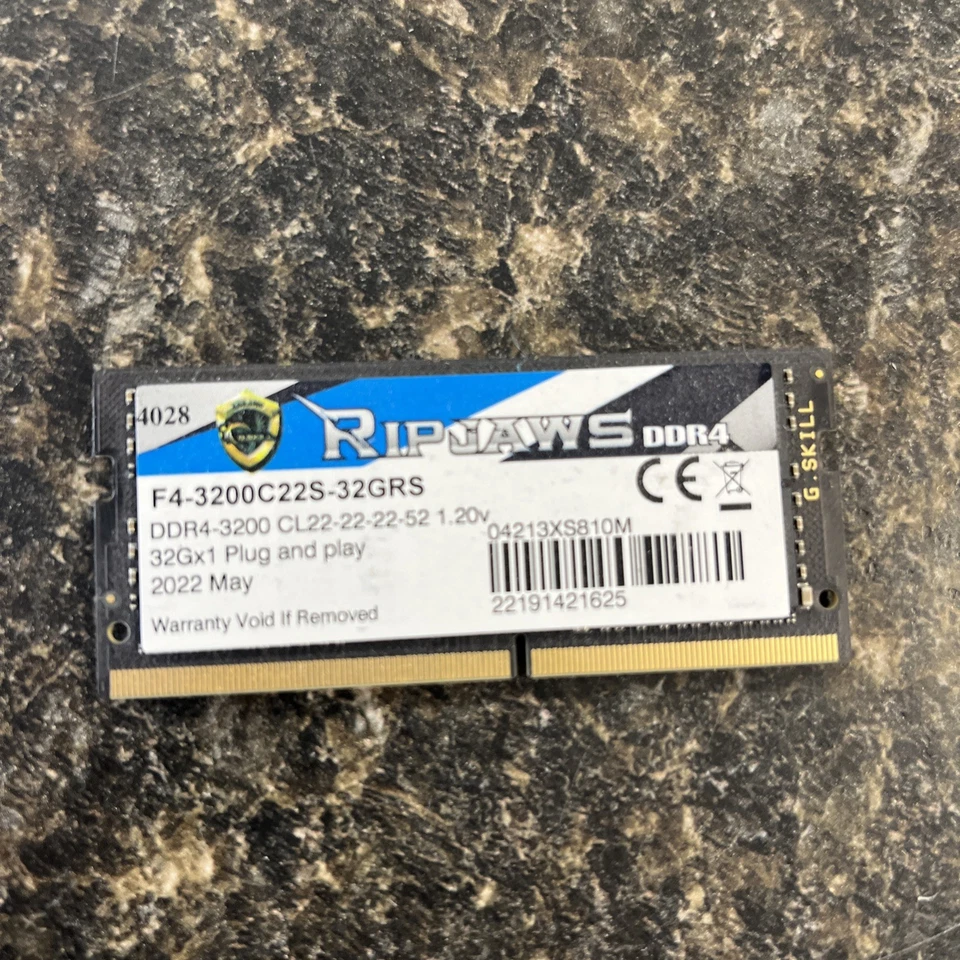 4028
RIPJAWS DDR4
F4-3200C22S-32GRS
DDR4-3200 CL22-22-22-52 1.20v
32Gx1 Plug and play
2022 May
Warranty Void If Removed
CE
04213XS810M
22191421625
G.SKILL